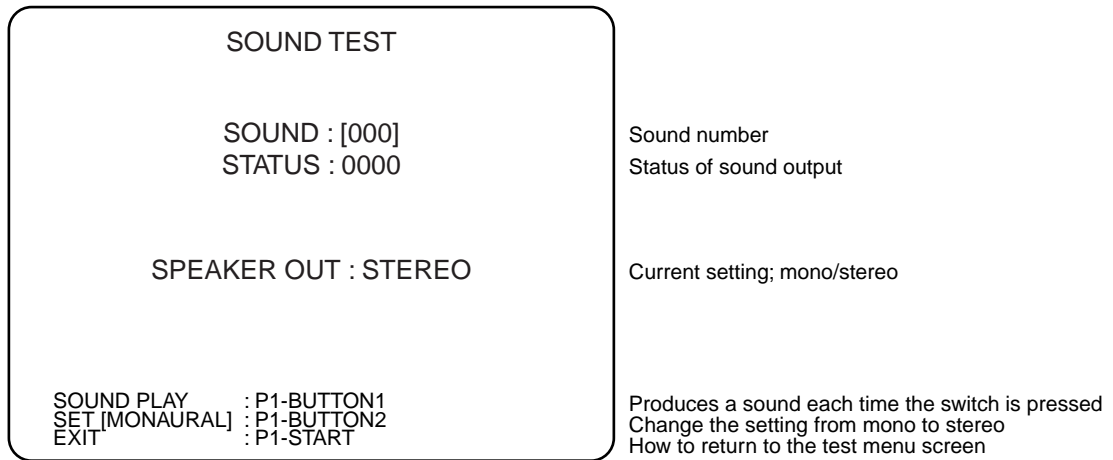 SOUND TEST
SOUND : [000] Sound number
STATUS : 0000 Status of sound output
SPEAKER OUT : STEREO Current setting; mono/stereo
SOUND PLAY : P1-BUTTON1 Produces a sound each time the switch is pressed
SET [MONAURAL] : P1-BUTTON2 Change the setting from mono to stereo
EXIT : P1-START How to return to the test menu screen